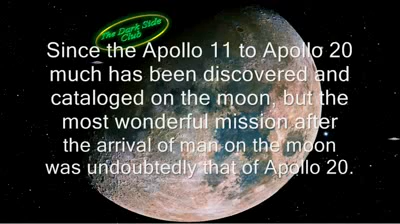 The Dark Side
Club
Since the Apollo 11 to Apollo 20
much has been discovered and
cataloged on the moon, but the
most wonderful mission after
the arrival of man on the moon
was undoubtedly that of Apollo 20.